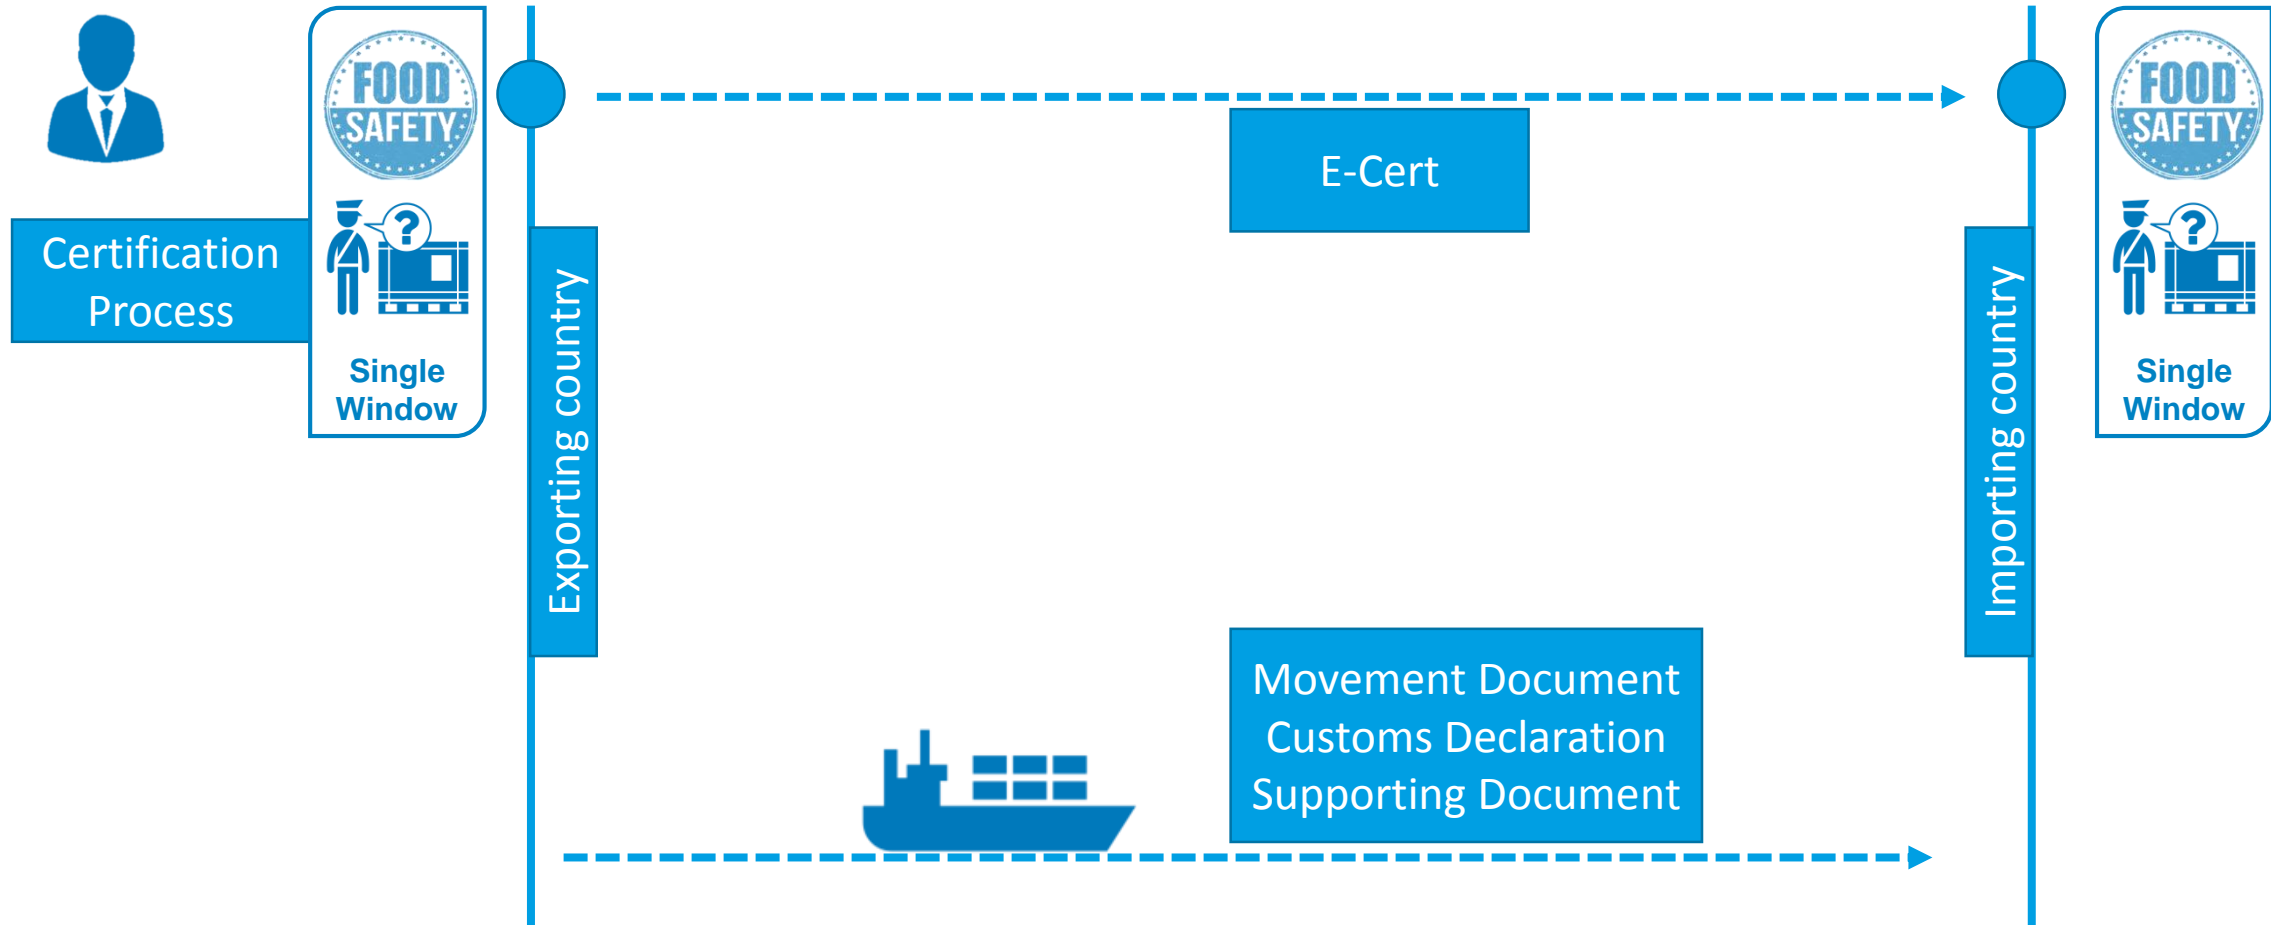 FOOD
SAFETY
Certification
Process
?
Single
Window
Exporting country
E-Cert
Movement Document
Customs Declaration
Supporting Document
Importing country
FOOD
SAFETY
?
Single
Window